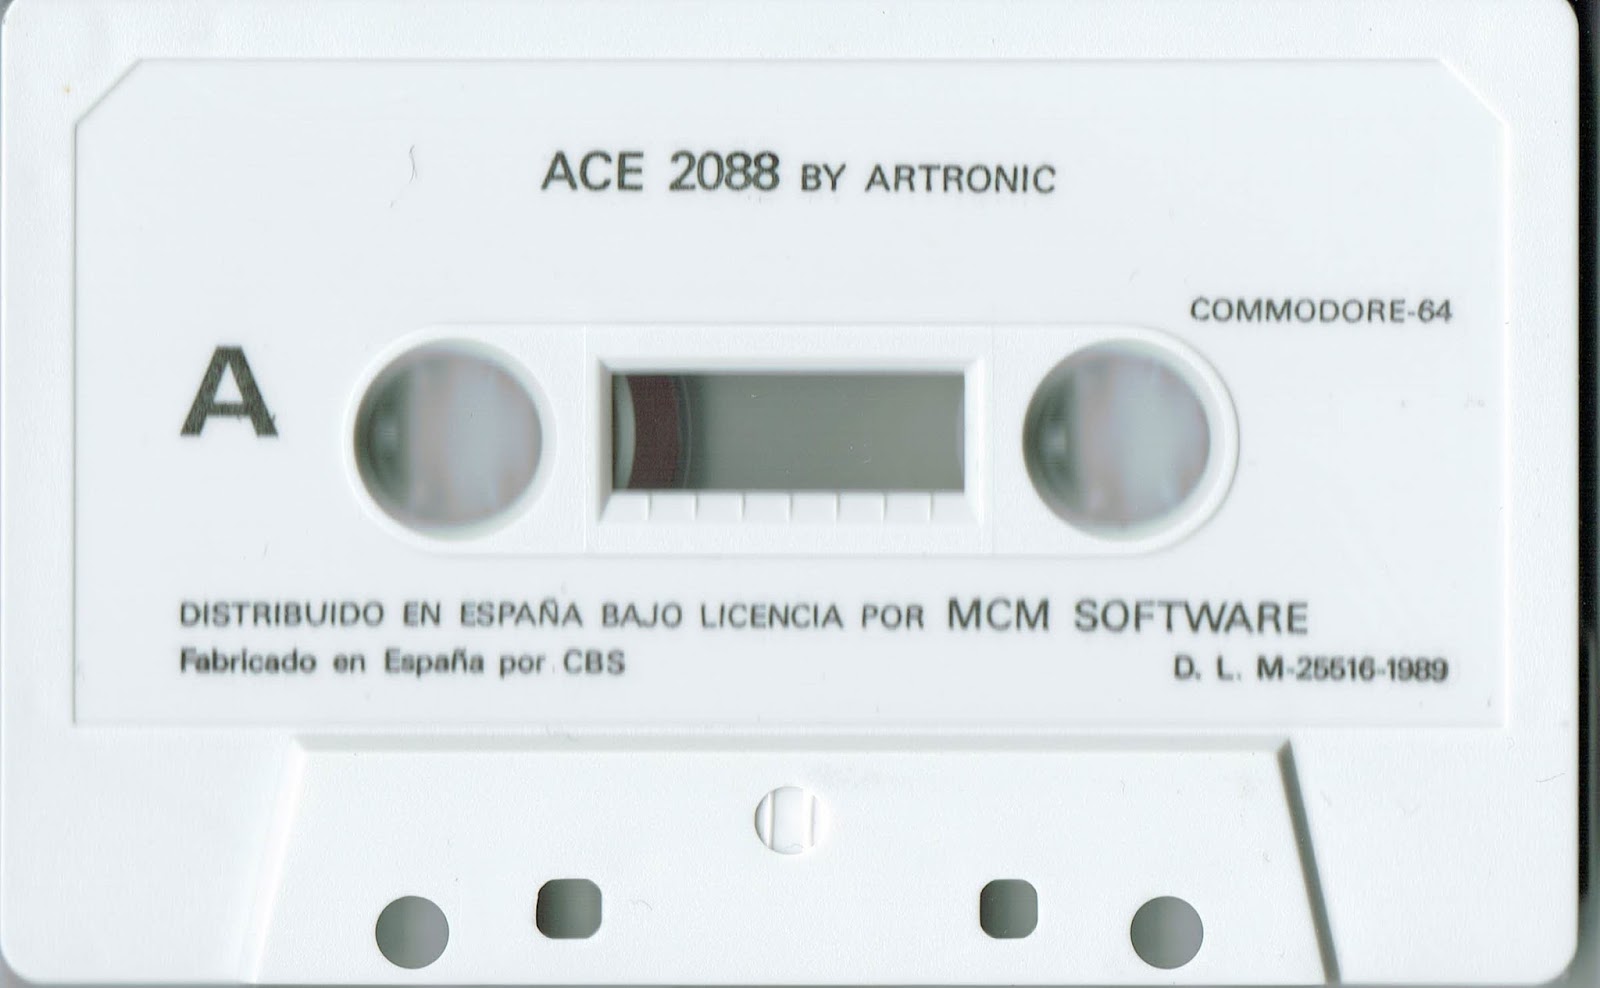 ACE 2088 BY ARTRONIC
COMMODORE-64
A
DISTRIBUIDO EN ESPAÑA BAJO LICENCIA POR MCM SOFTWARE
Fabricado en España por CBS
D. L. M-25516-1989